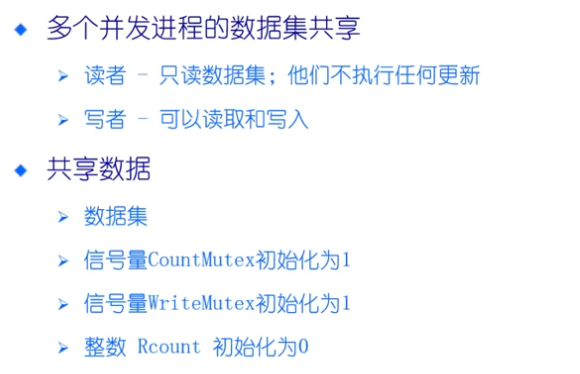 多个并发进程的数据集共享
读者 - 只读数据集；他们不执行任何更新
写者 - 可以读取和写入
共享数据
数据集
信号量CountMutex初始化为1
信号量WriteMutex初始化为1
整数 Rcount 初始化为0